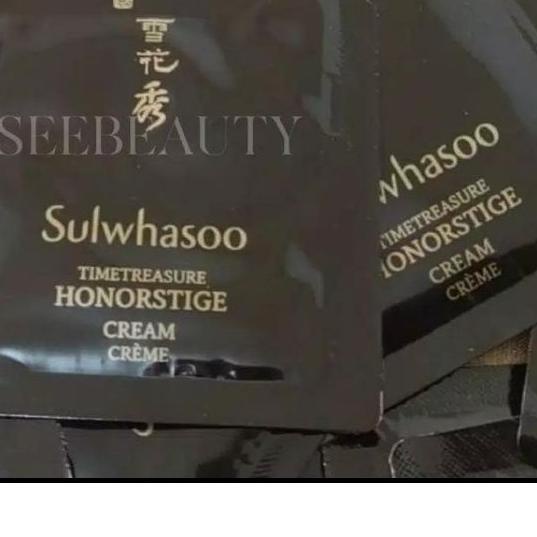 雪
花
秀
SEEBEAUTY
Sulwhasoo
TIMETREASURE
HONORSTIGE
CREAM
CRÈME
whasoo
TIMETREASURE
HONORSTIGE
CREAM
CRÈME